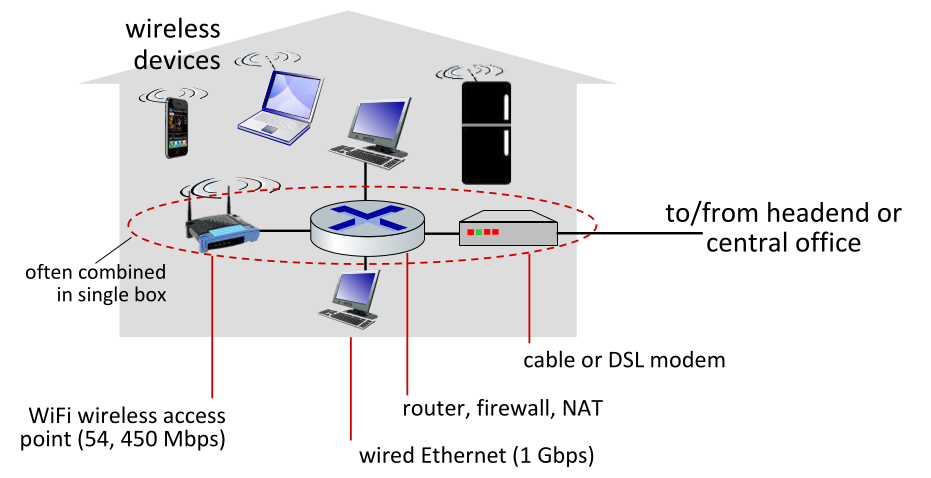 wireless
devices
to/from headend or
central office
often combined
in single box
cable or DSL modem
WiFi wireless access
point (54, 450 Mbps)
router, firewall, NAT
wired Ethernet (1 Gbps)